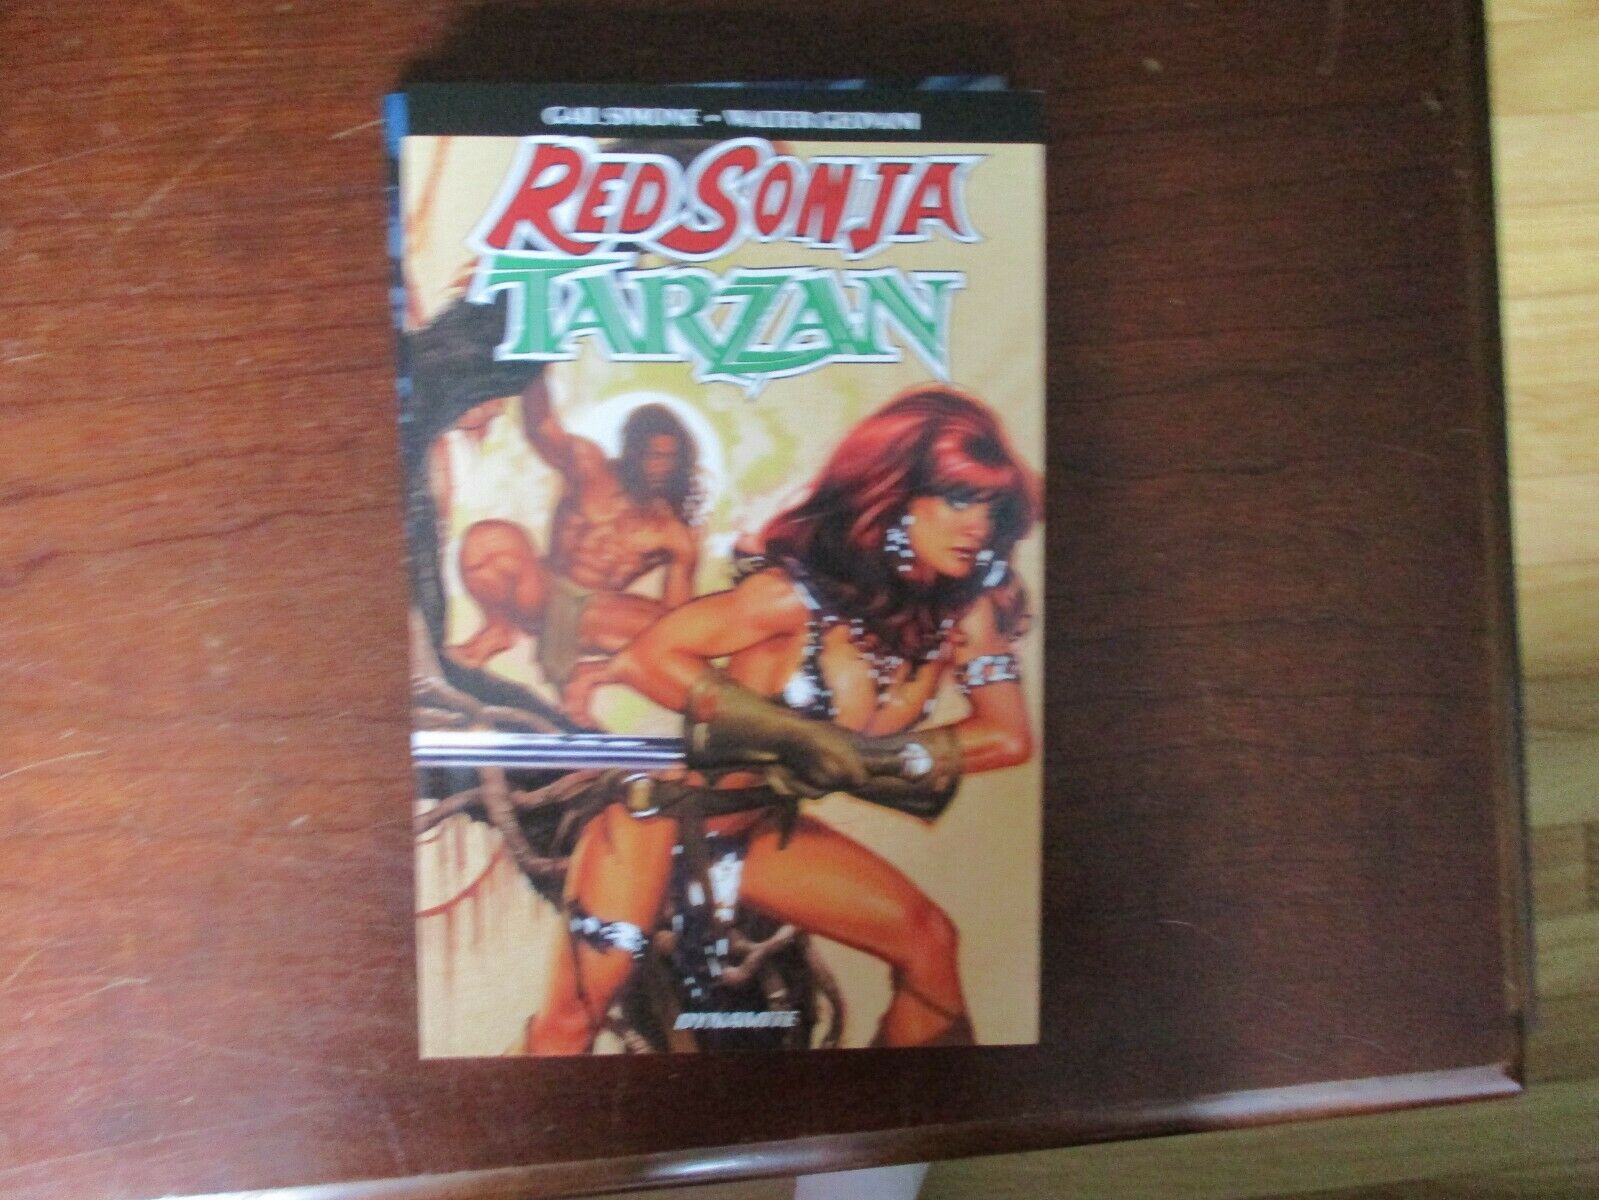 GAIL SIMONE ~ WALTER GEOVANI
RED SONJA
TARZAN
DYNAMITE